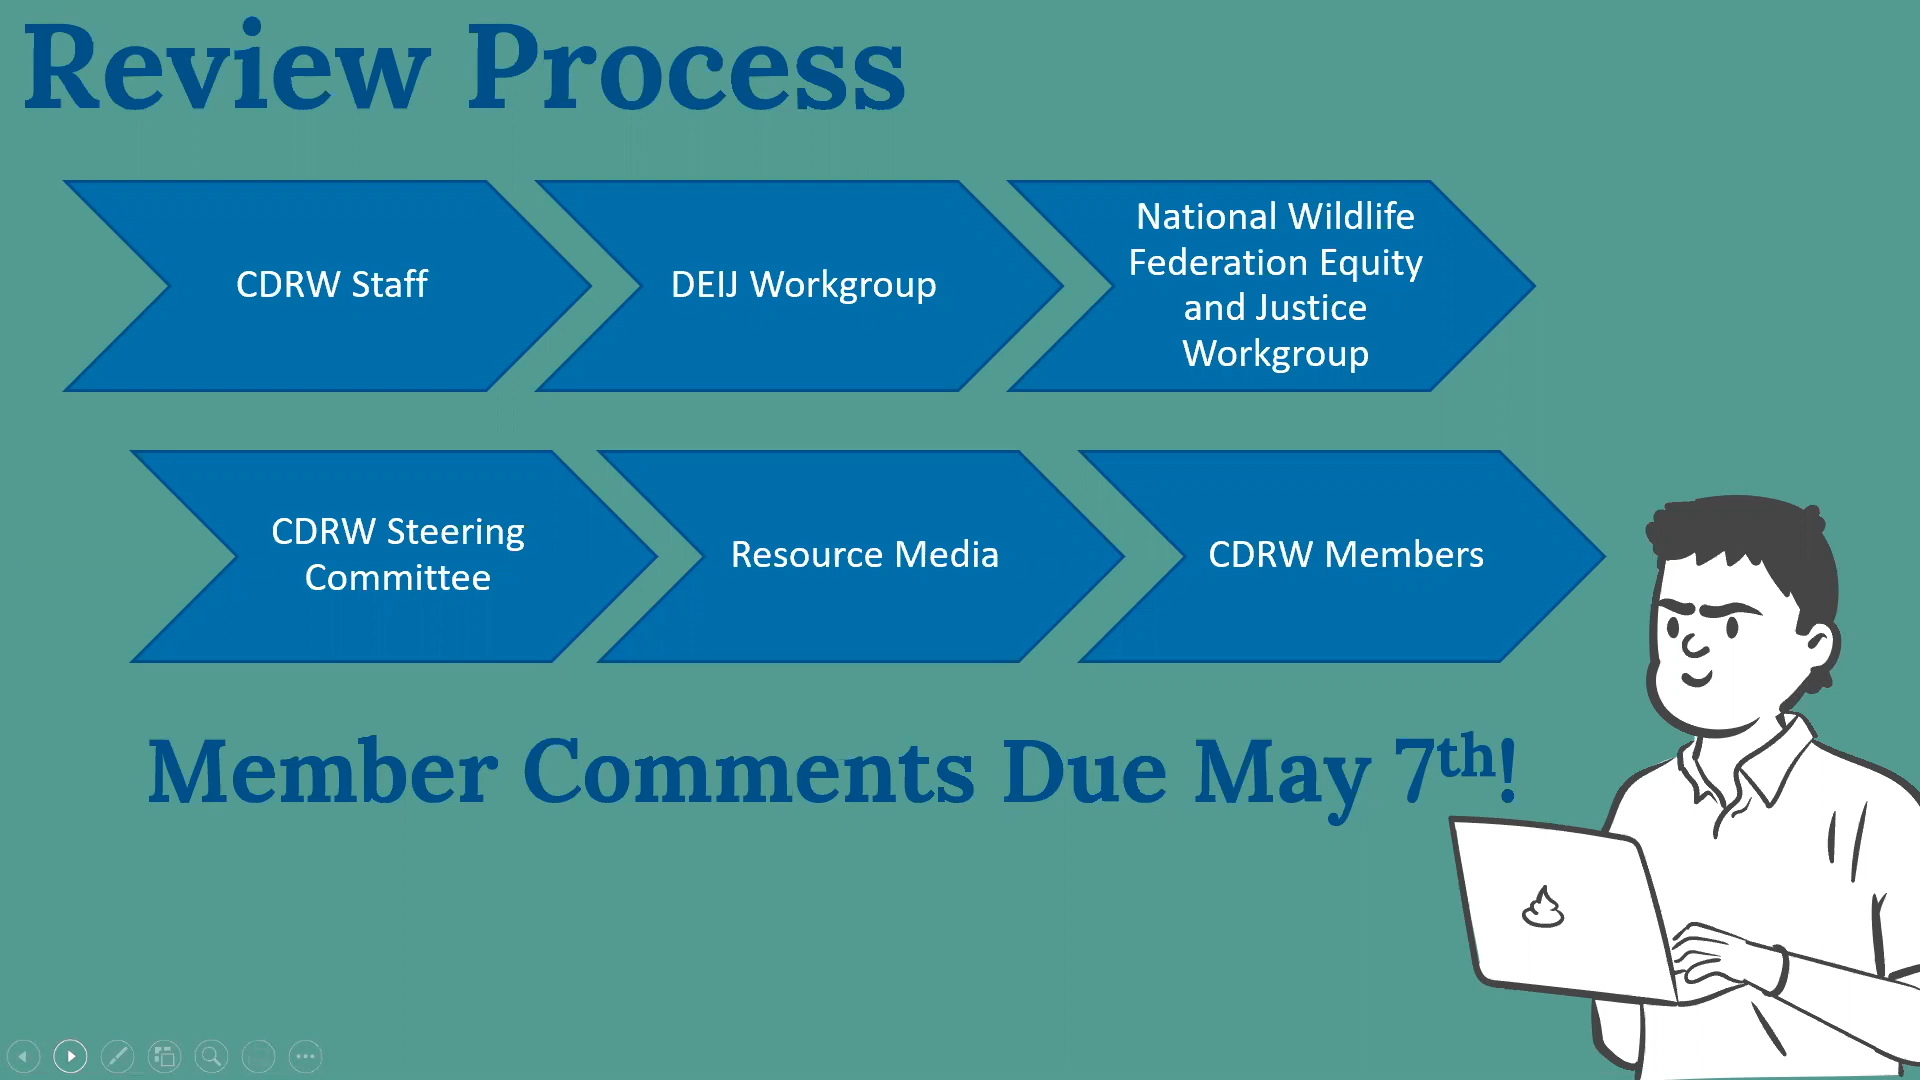 Review Process
CDRW Staff
DEIJ Workgroup
National Wildlife
Federation Equity
and Justice
Workgroup
CDRW Steering
Committee
Resource Media
CDRW Members
Member Comments Due May 7th!